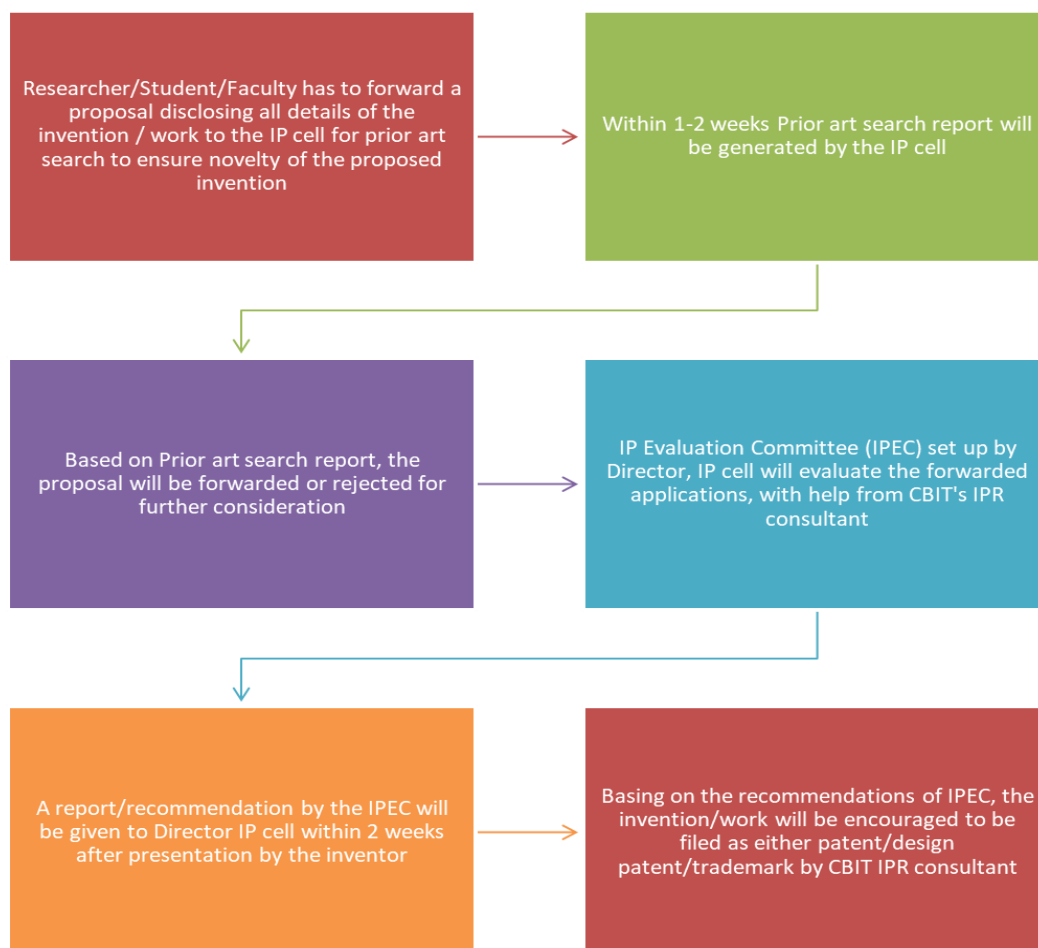 Researcher/Student/Faculty has to forward a
proposal disclosing all details of the
invention / work to the IP cell for prior art
search to ensure novelty of the proposed
invention
Within 1-2 weeks Prior art search report will
be generated by the IP cell
Based on Prior art search report, the
proposal will be forwarded or rejected for
further consideration
IP Evaluation Committee (IPEC) set up by
Director, IP cell will evaluate the forwarded
applications, with help from CBIT's IPR
consultant
A report/recommendation by the IPEC will
be given to Director IP cell within 2 weeks
after presentation by the inventor
Basing on the recommendations of IPEC, the
invention/work will be encouraged to be
filed as either patent/design
patent/trademark by CBIT IPR consultant